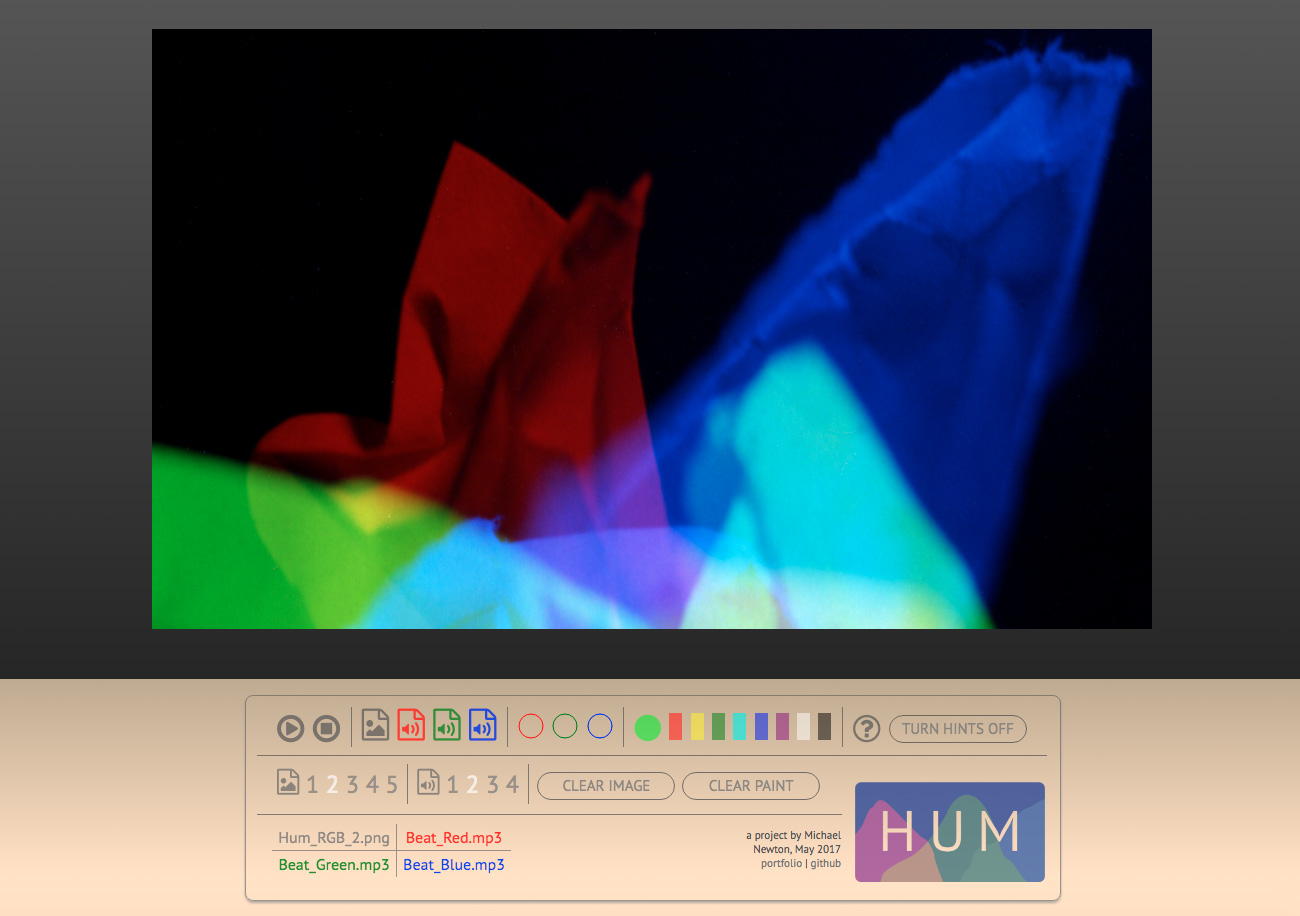 ?
TURN HINTS OFF
1 2 3 4 5
1 2 3 4
CLEAR IMAGE
CLEAR PAINT
Hum_RGB_2.png
Beat_Red.mp3
Beat_Green.mp3
Beat_Blue.mp3
a project by Michael
Newton, May 2017
portfolio | github
HUM